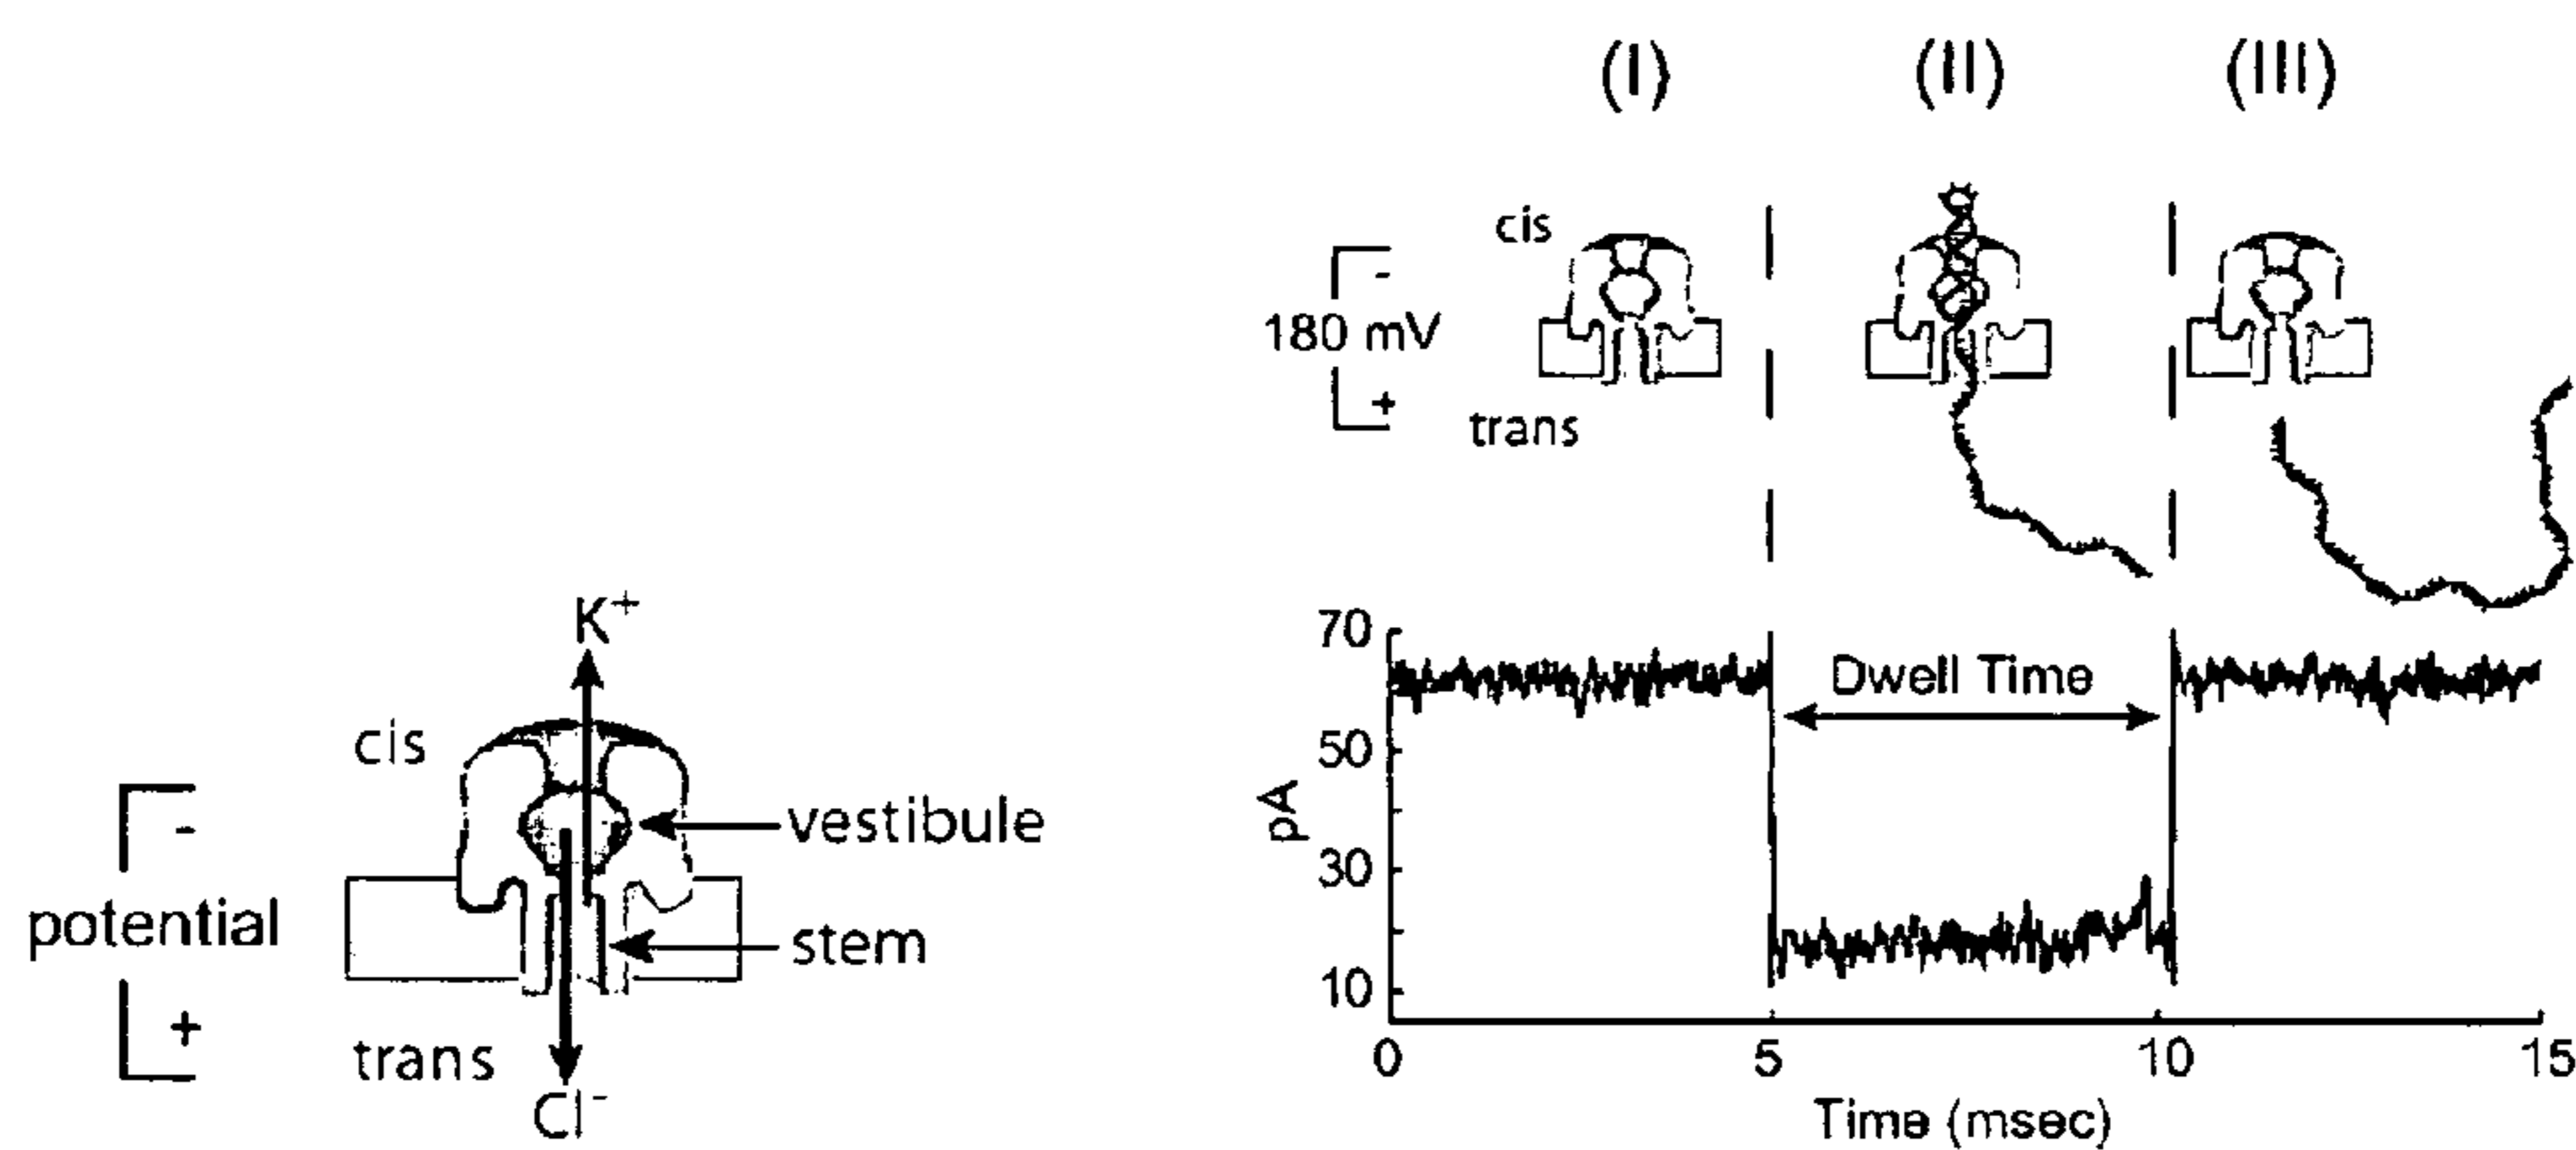 K+
cis
-
vestibule
potential
stem
+
trans
Cl-
(I) (II) (III)
cis
-
180 mV
+
trans
70
Dwell Time
50
pA
30
10
0 5 10 15
Time (msec)